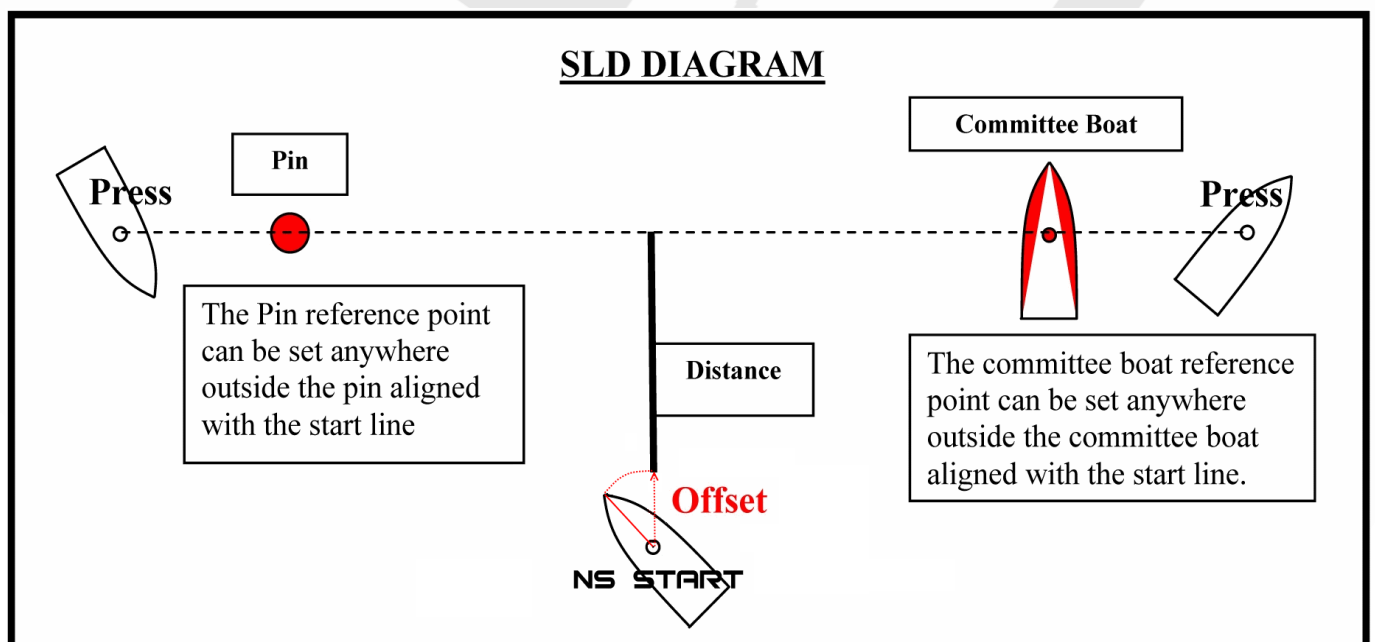 SLD DIAGRAM
Pin
Committee Boat
Press
Press
The Pin reference point
can be set anywhere
outside the pin aligned
with the start line
Distance
The committee boat reference
point can be set anywhere
outside the committee boat
aligned with the start line.
Offset
NS START